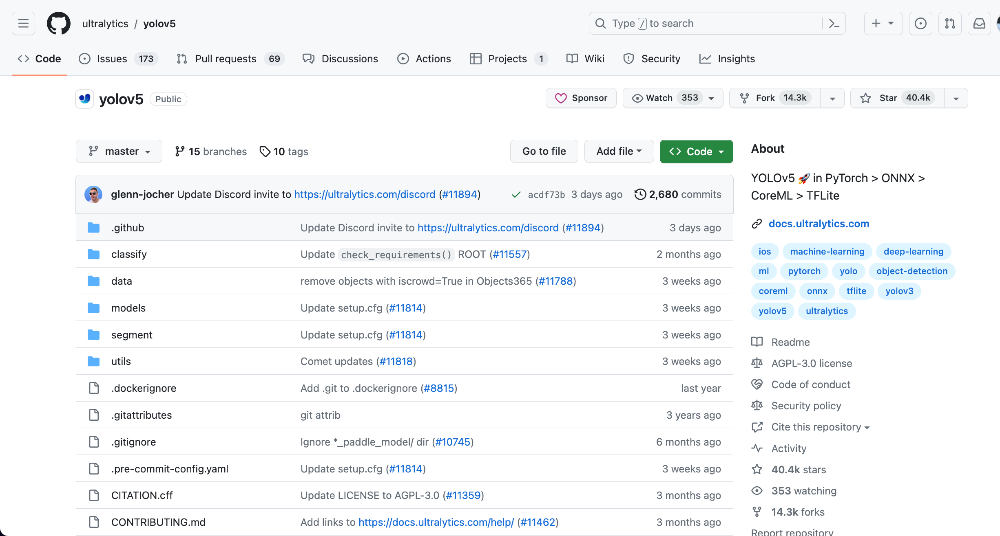 ultralytics / yolov5
Type / to search
Code Issues 173 Pull requests 69 Discussions Actions Projects 1 Wiki Security Insights
yolov5 Public Sponsor Watch 353 Fork 14.3k Star 40.4k
master 15 branches 10 tags Go to file Add file Code
glenn-jocher Update Discord invite to https://ultralytics.com/discord (#11894) acdf73b 3 days ago 2,680 commits
.github Update Discord invite to https://ultralytics.com/discord (#11894) 3 days ago
classify Update check_requirements() ROOT (#11557) 2 months ago
data remove objects with iscrowd=True in Objects365 (#11788) 3 weeks ago
models Update setup.cfg (#11814) 3 weeks ago
segment Update setup.cfg (#11814) 3 weeks ago
utils Comet updates (#11818) 3 weeks ago
.dockerignore Add .git to .dockerignore (#8815) last year
.gitattributes git attrib 3 years ago
.gitignore Ignore *_paddle_model/ dir (#10745) 6 months ago
.pre-commit-config.yaml Update setup.cfg (#11814) 3 weeks ago
CITATION.cff Update LICENSE to AGPL-3.0 (#11359) 3 months ago
CONTRIBUTING.md Add links to https://docs.ultralytics.com/help/ (#11462) 3 months ago
About
YOLOv5 🚀 in PyTorch > ONNX >
CoreML > TFLite
docs.ultralytics.com
ios machine-learning deep-learning
ml pytorch yolo object-detection
coreml onnx tflite yolov3
yolov5 ultralytics
Readme
AGPL-3.0 license
Code of conduct
Security policy
Cite this repository
Activity
40.4k stars
353 watching
14.3k forks
Report repository